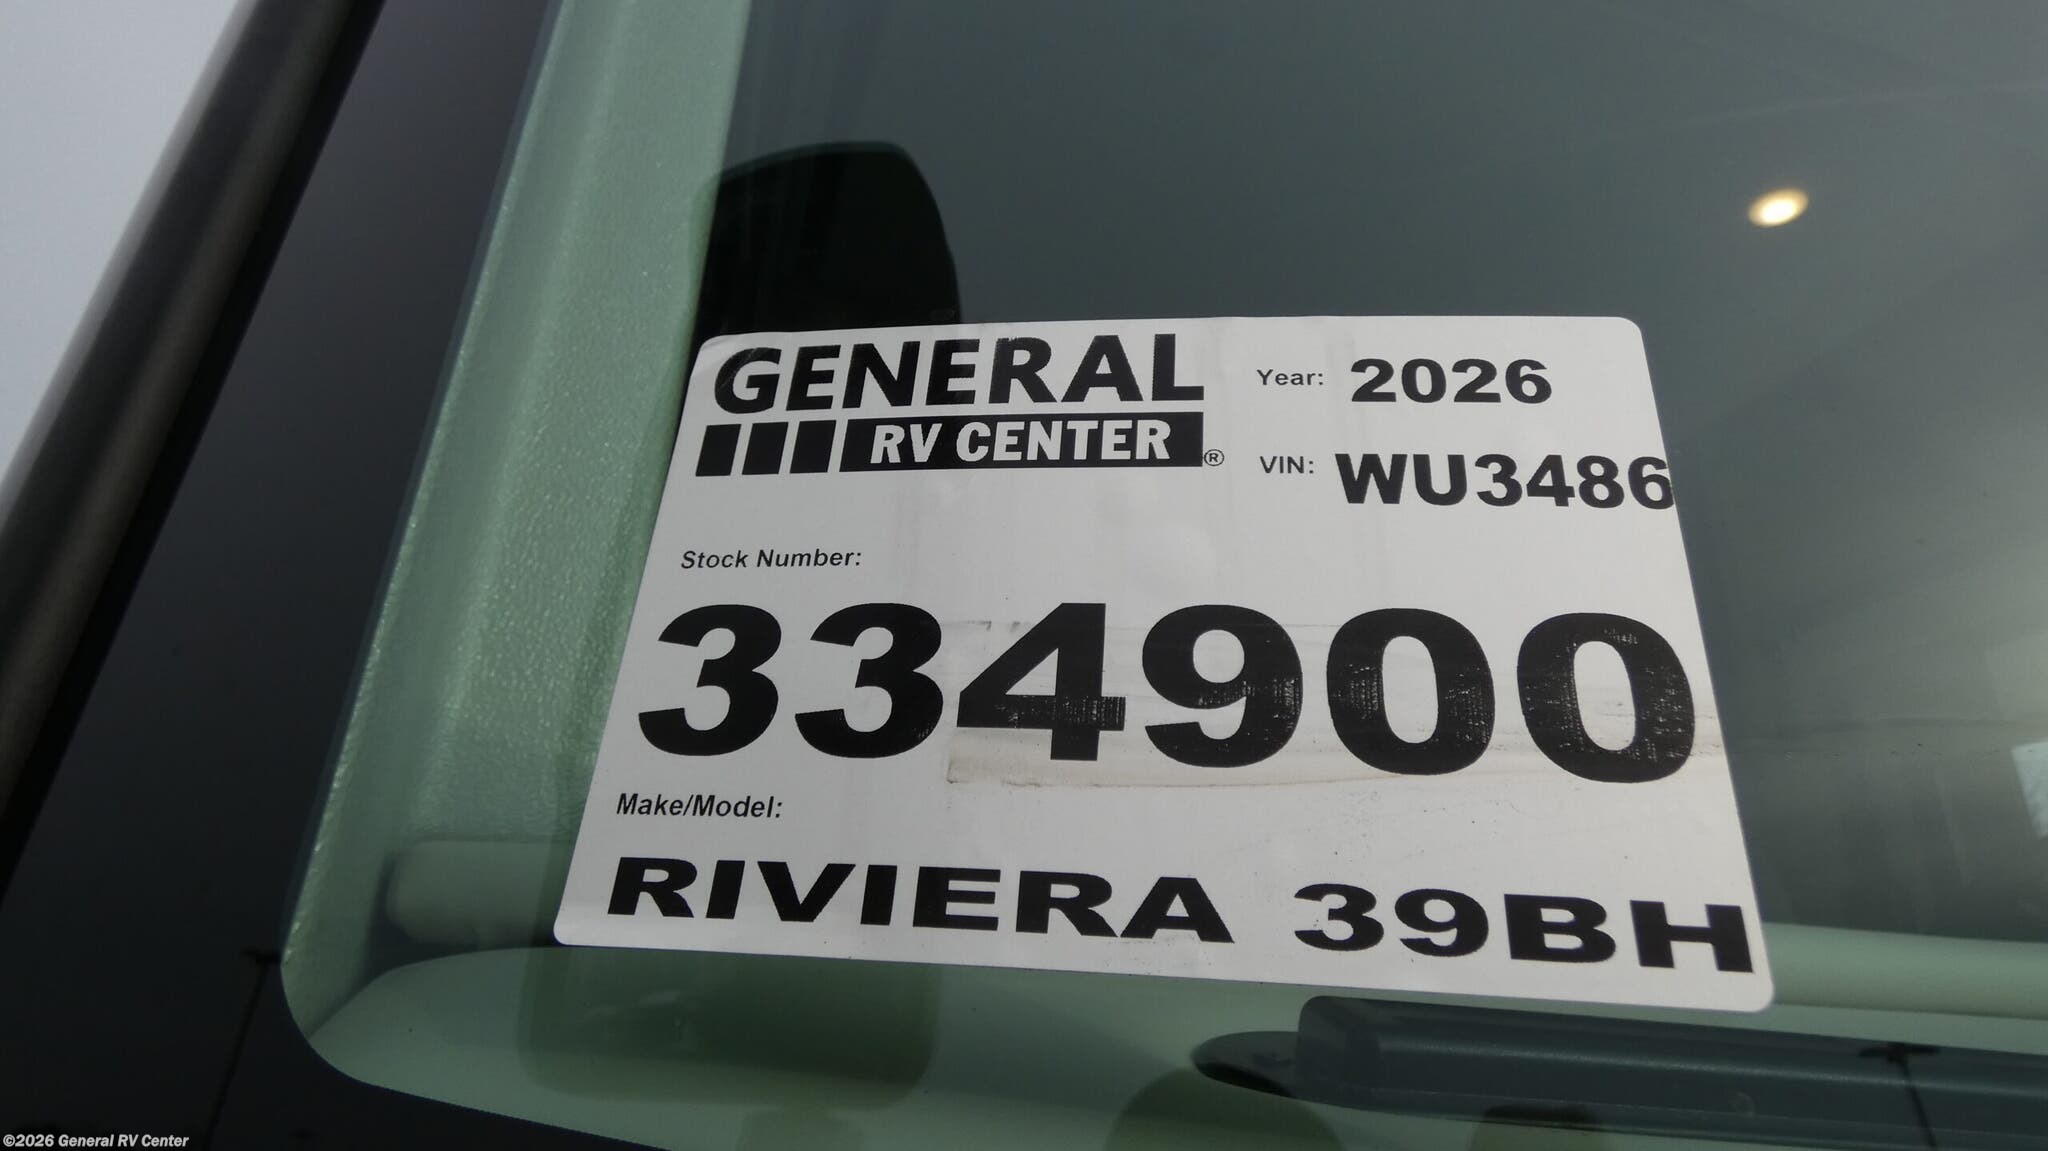 GENERAL
RV CENTER®
Year: 2026
VIN: WU3486
Stock Number:
334900
Make/Model:
RIVIERA 39BH
©2026 General RV Center